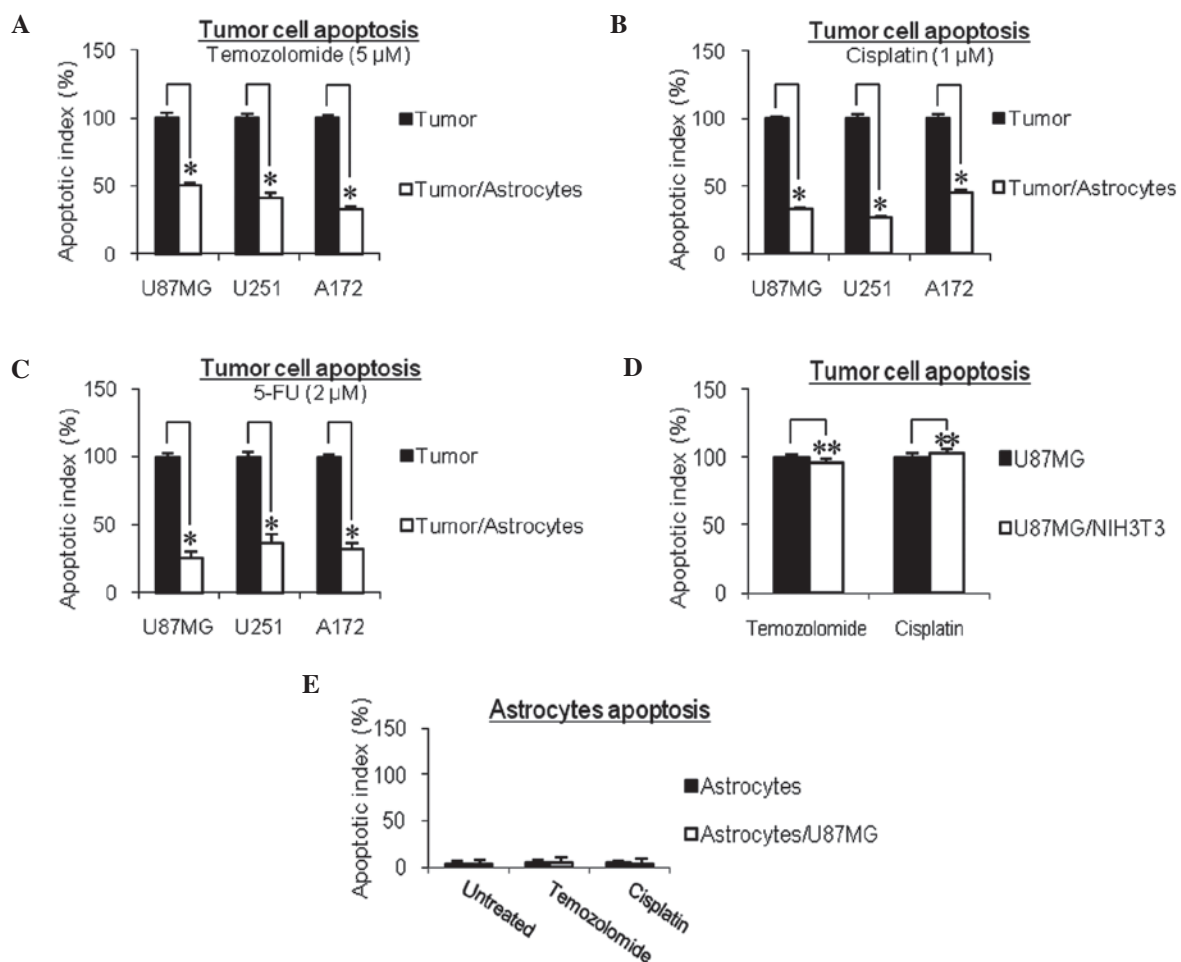 A
Tumor cell apoptosis
Temozolomide (5 µM)
Apoptotic index (%)
150
100
50
0
* * *
U87MG U251 A172
Tumor
Tumor/Astrocytes
B
Tumor cell apoptosis
Cisplatin (1 µM)
Apoptotic index (%)
150
100
50
0
* * *
U87MG U251 A172
Tumor
Tumor/Astrocytes
C
Tumor cell apoptosis
5-FU (2 µM)
Apoptotic index (%)
150
100
50
0
* * *
U87MG U251 A172
Tumor
Tumor/Astrocytes
D
Tumor cell apoptosis
Apoptotic index (%)
150
100
50
0
** **
Temozolomide Cisplatin
U87MG
U87MG/NIH3T3
E
Astrocytes apoptosis
Apoptotic index (%)
150
100
50
0
Untreated Temozolomide Cisplatin
Astrocytes
Astrocytes/U87MG